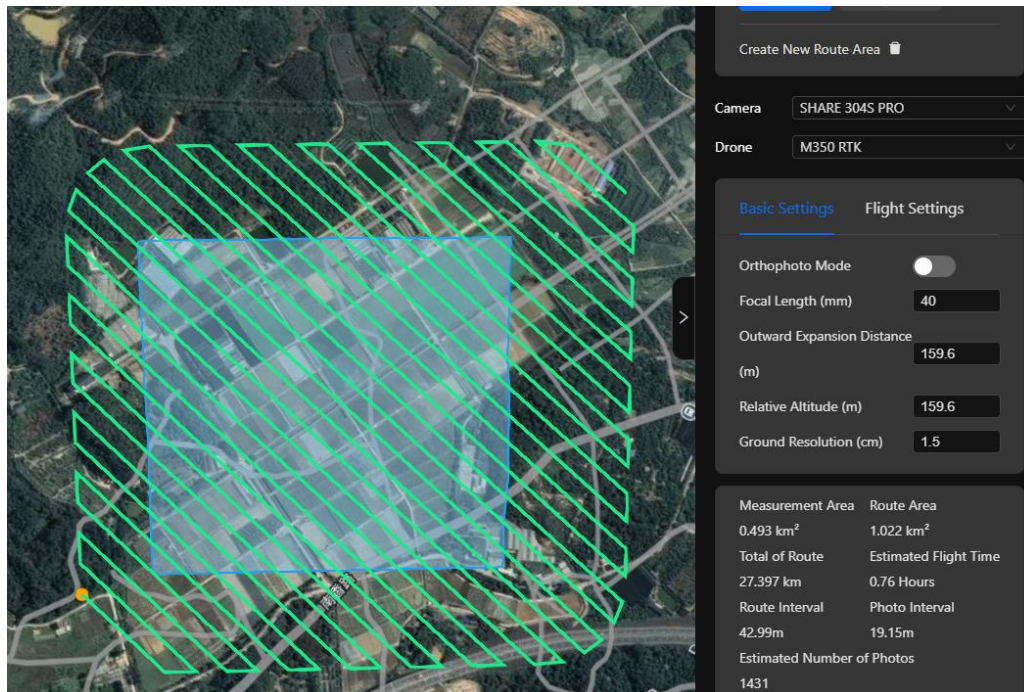 Create New Route Area
Camera
SHARE 304S PRO
Drone
M350 RTK
Basic Settings Flight Settings
Orthophoto Mode
Focal Length (mm) 40
Outward Expansion Distance
(m) 159.6
Relative Altitude (m) 159.6
Ground Resolution (cm) 1.5
Measurement Area Route Area
0.493 km² 1.022 km²
Total of Route Estimated Flight Time
27.397 km 0.76 Hours
Route Interval Photo Interval
42.99m 19.15m
Estimated Number of Photos
1431